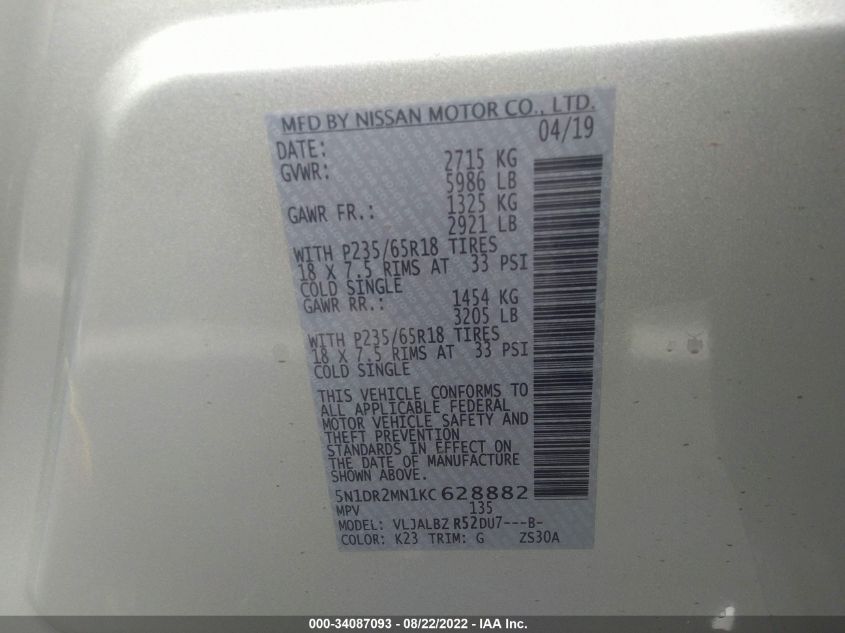 MFD BY NISSAN MOTOR CO., LTD.
DATE: 04/19
GVWR: 2715 KG
5986 LB
GAWR FR.: 1325 KG
2921 LB
WITH P235/65R18 TIRES
18 X 7.5 RIMS AT 33 PSI
COLD SINGLE
GAWR RR.: 1454 KG
3205 LB
WITH P235/65R18 TIRES
18 X 7.5 RIMS AT 33 PSI
COLD SINGLE
THIS VEHICLE CONFORMS TO
ALL APPLICABLE FEDERAL
MOTOR VEHICLE SAFETY AND
THEFT PREVENTION
STANDARDS IN EFFECT ON
THE DATE OF MANUFACTURE
SHOWN ABOVE.
5N1DR2MN1KC 628882
MPV 135
MODEL: VLJALBZ R52DU7---B-
COLOR: K23 TRIM: G ZS30A
000-34087093 - 08/22/2022 - IAA Inc.